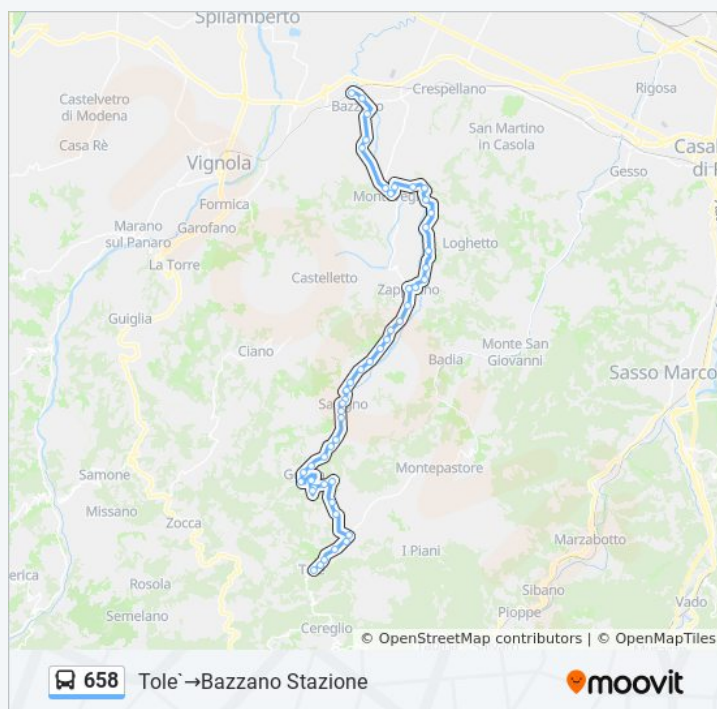 Spilamberto
Castelvetro
di Modena
Bazzano
Crespellano
Rigosa
Casa Rè
San Martino
in Casola
Vignola
Gesso
Formica
Marano
sul Panaro
Garofano
La Torre
Loghetto
Castelletto
Guiglia
Ciano
Badia
Monte San
Giovanni
Sasso Marco
Samone
Montepastore
Missano
Zocca
Marzabotto
I Piani
Rosola
Sibano
Semelano
Pioppe
Vado
Cereglio
© OpenStreetMap contributors | © OpenMapTiles
658 Tole`→Bazzano Stazione
moovit